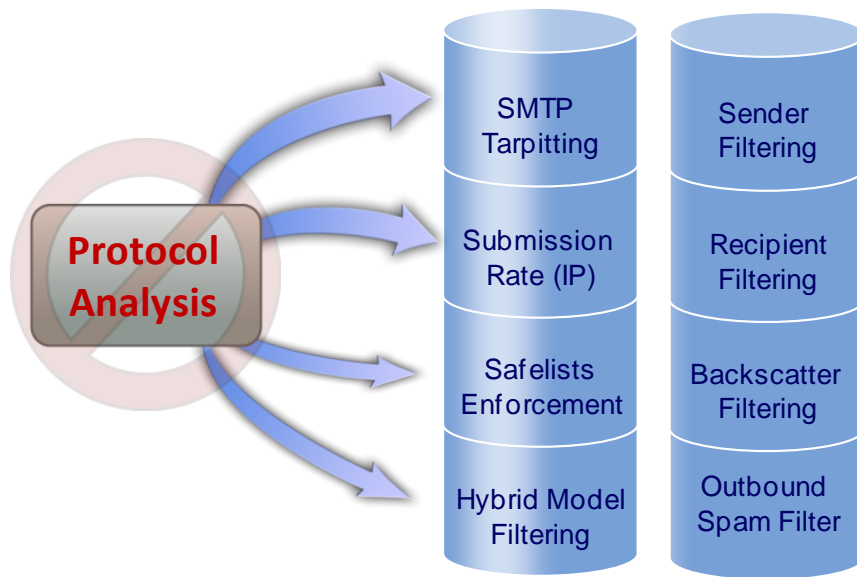 Protocol
Analysis
SMTP
Tarpitting
Submission
Rate (IP)
Safelists
Enforcement
Hybrid Model
Filtering
Sender
Filtering
Recipient
Filtering
Backscatter
Filtering
Outbound
Spam Filter